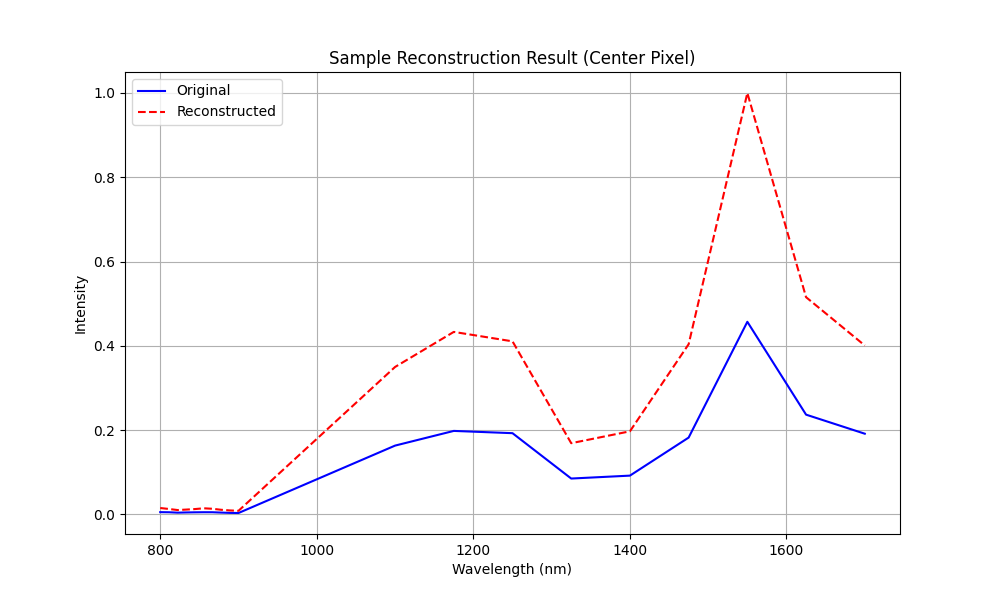 Sample Reconstruction Result (Center Pixel)
Original
Reconstructed
1.0
0.8
0.6
0.4
0.2
0.0
Intensity
800 1000 1200 1400 1600
Wavelength (nm)